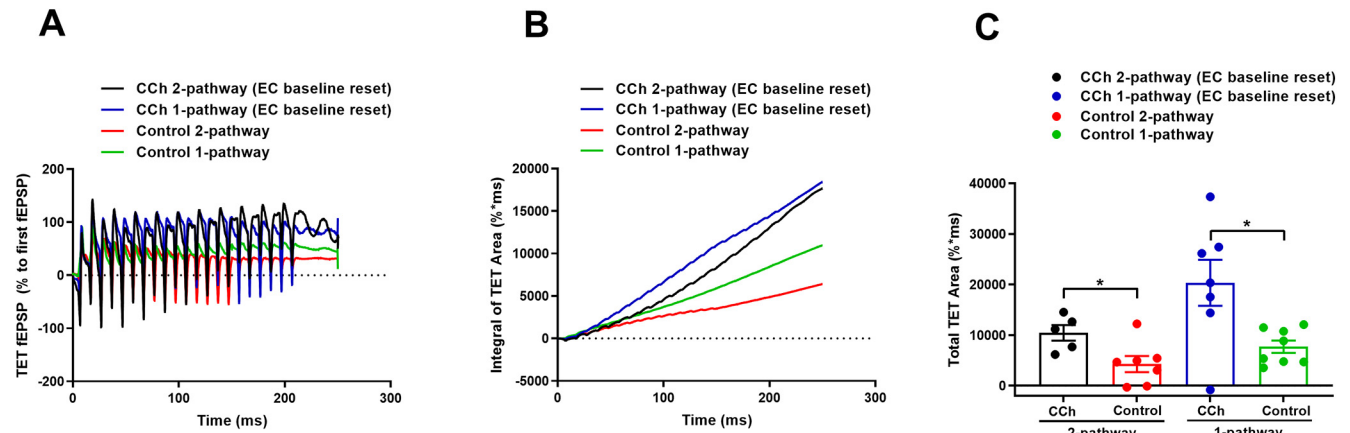 A
CCh 2-pathway (EC baseline reset)
CCh 1-pathway (EC baseline reset)
Control 2-pathway
Control 1-pathway
TET fEPSP (% to first fEPSP)
200
100
0
-100
-200
0
100
200
300
Time (ms)
B
CCh 2-pathway (EC baseline reset)
CCh 1-pathway (EC baseline reset)
Control 2-pathway
Control 1-pathway
Integral of TET Area (%*ms)
20000
15000
10000
5000
0
-5000
0
100
200
300
Time (ms)
C
CCh 2-pathway (EC baseline reset)
CCh 1-pathway (EC baseline reset)
Control 2-pathway
Control 1-pathway
Total TET Area (%*ms)
40000
30000
20000
10000
0
*
*
CCh Control CCh Control
2-pathway 1-pathway